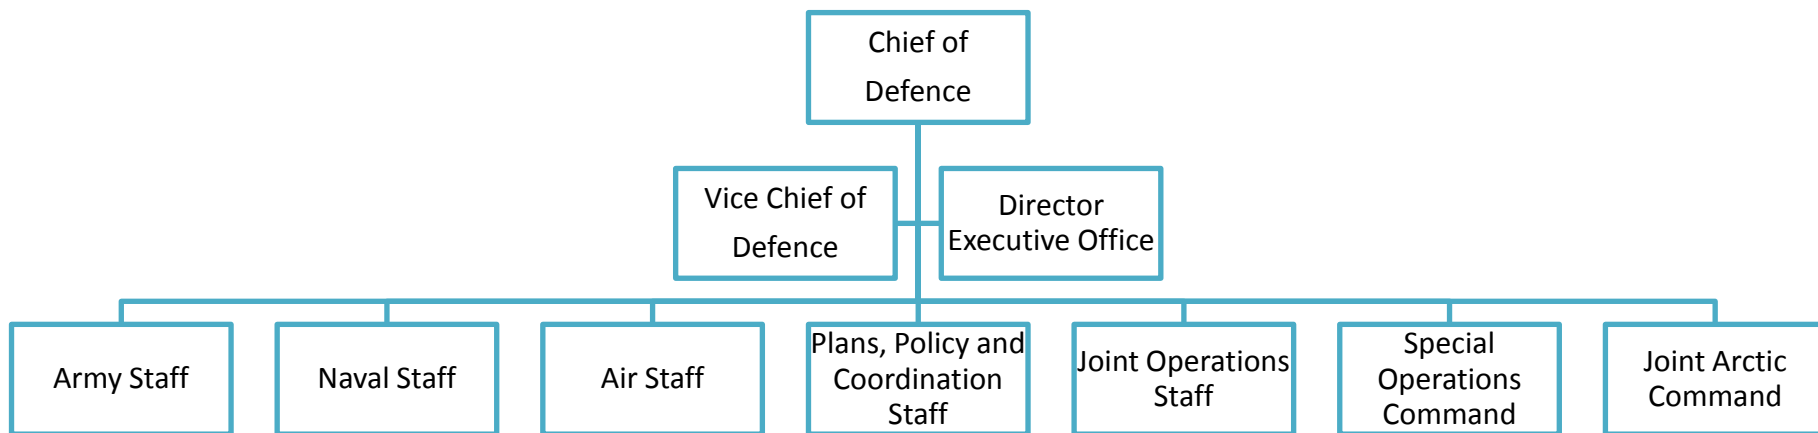 Chief of
Defence
Vice Chief of
Defence
Director
Executive Office
Army Staff
Naval Staff
Air Staff
Plans, Policy and
Coordination
Staff
Joint Operations
Staff
Special
Operations
Command
Joint Arctic
Command